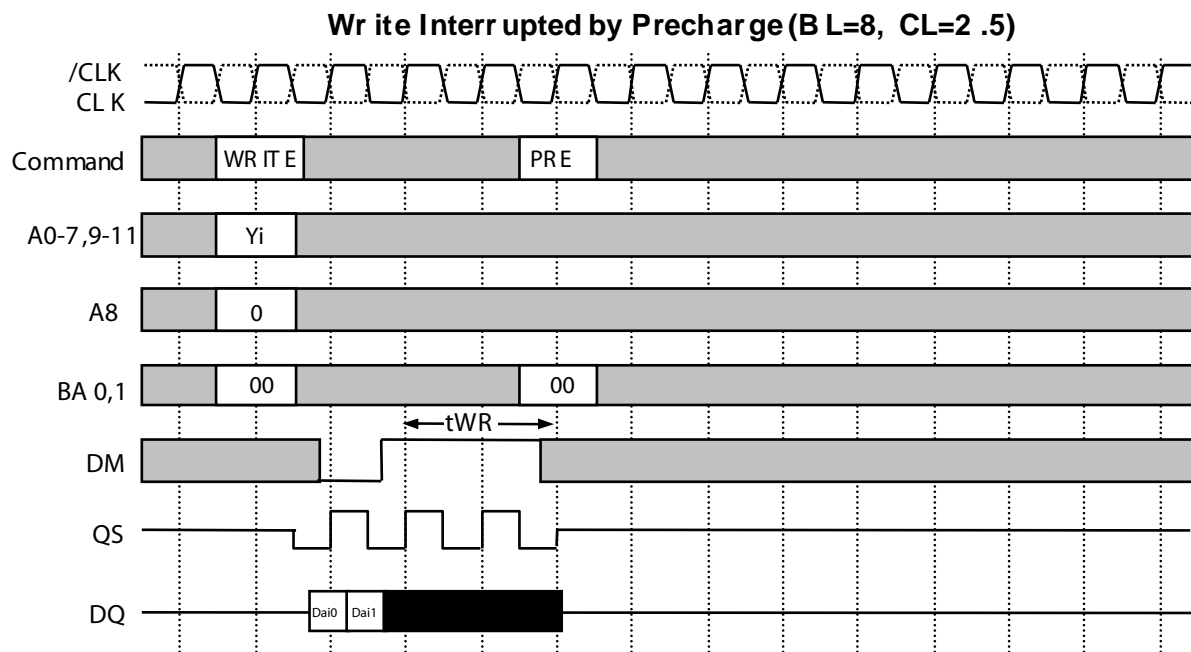 Wr ite Interr upted by Prechar ge (B L=8, CL=2 .5)
/CLK
CL K
Command WR IT E PR E
A0-7,9-11 Yi
A8 0
BA 0,1 00 00
tWR
DM
QS
DQ Dai0 Dai1